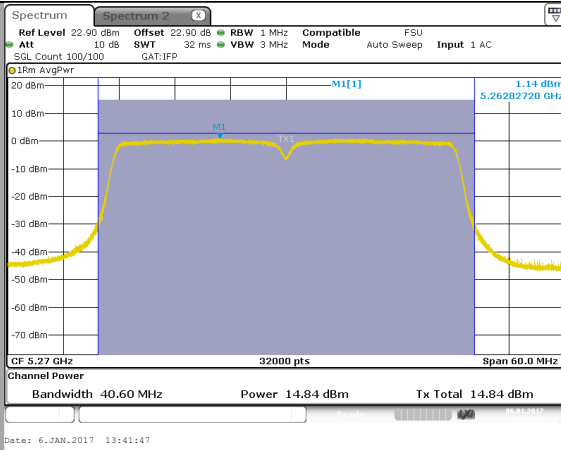 Spectrum
Spectrum 2 X
Ref Level 22.90 dBm Offset 22.90 dB RBW 1 MHz Compatible FSU
Att 10 dB SWT 32 ms VBW 3 MHz Mode Auto Sweep Input 1 AC
SGL Count 100/100 GAT:IFP
1Rm AvgPwr
20 dBm
M1[1] 1.14 dBm
5.26282720 GHz
10 dBm
M1
TX1
0 dBm
-10 dBm
-20 dBm
-30 dBm
-40 dBm
-50 dBm
-60 dBm
-70 dBm
CF 5.27 GHz 32000 pts Span 60.0 MHz
Channel Power
Bandwidth 40.60 MHz Power 14.84 dBm Tx Total 14.84 dBm
Ready 06.01.2017
Date: 6.JAN.2017 13:41:47